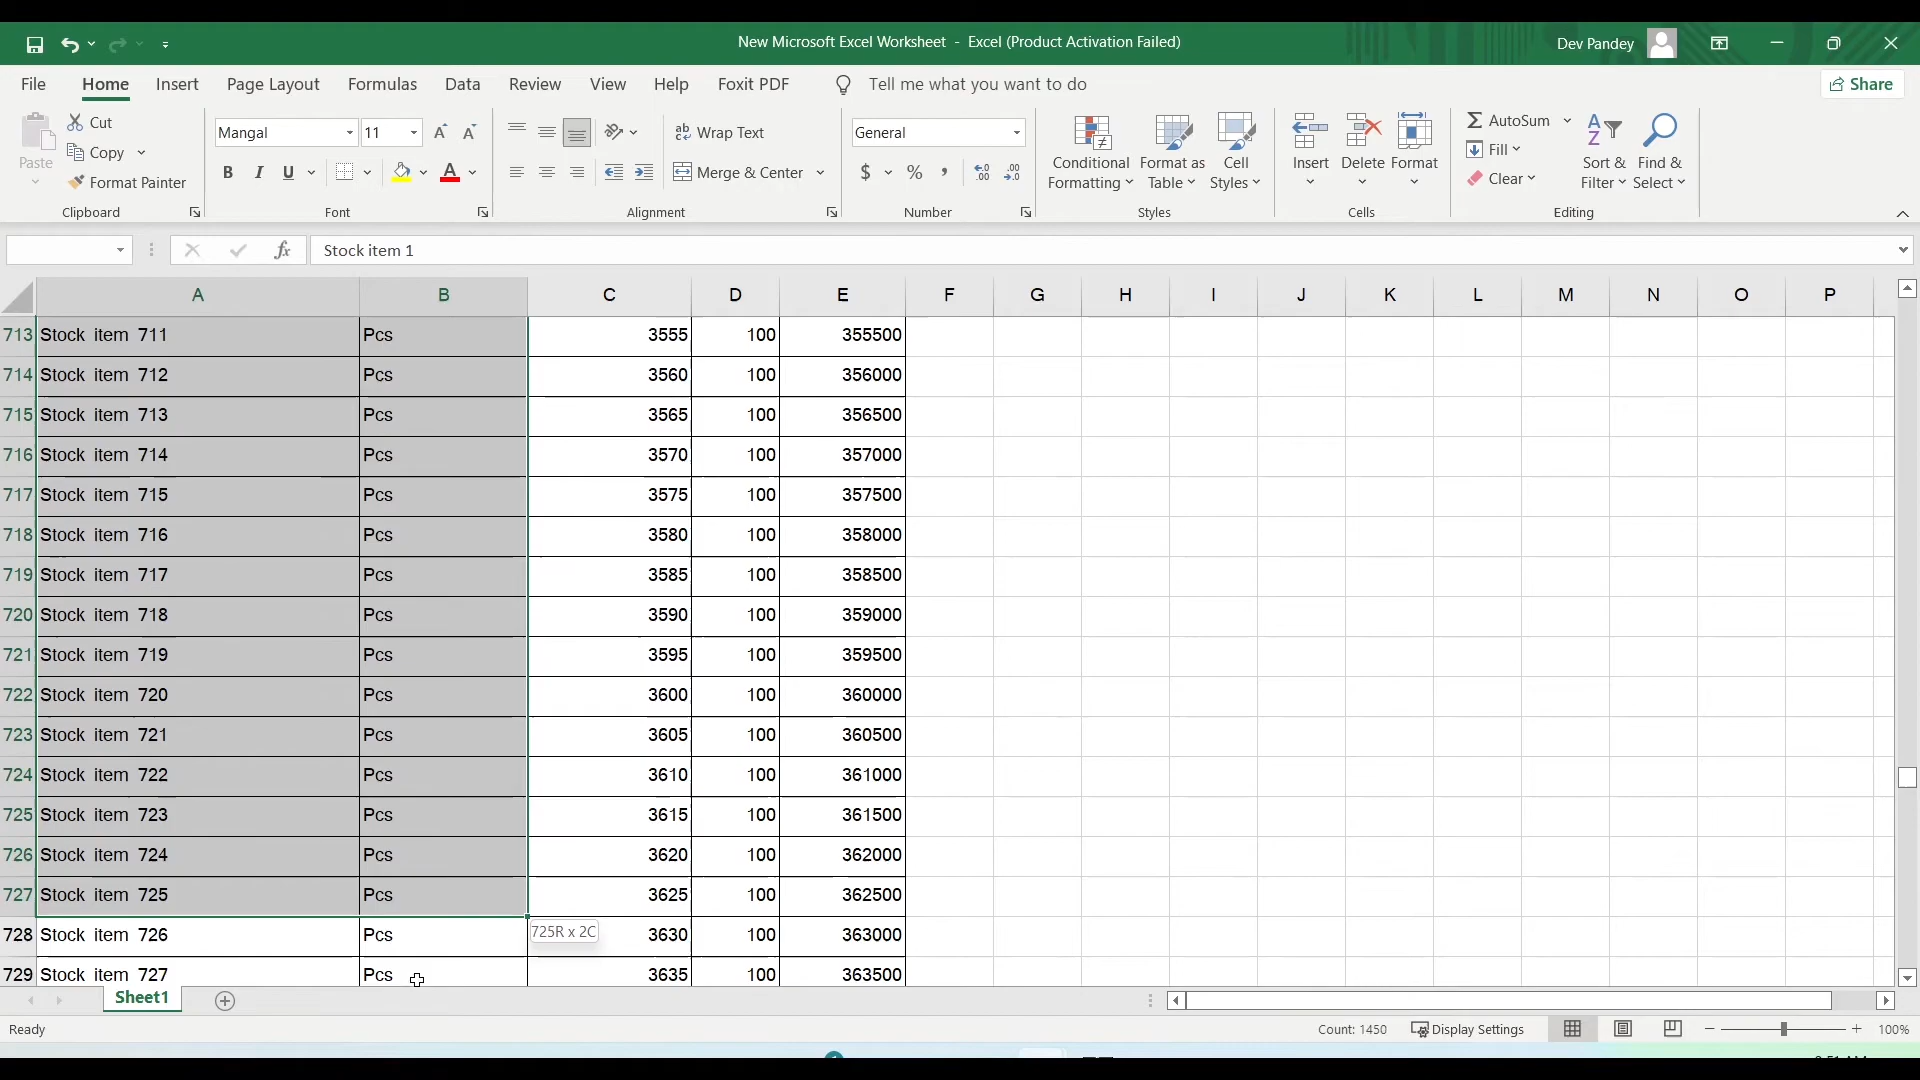 New Microsoft Excel Worksheet - Excel (Product Activation Failed)
Dev Pandey
File Home Insert Page Layout Formulas Data Review View Help Foxit PDF Tell me what you want to do Share
Paste
Cut
Copy
Format Painter
Clipboard
Mangal 11
B I U A
Font
Wrap Text
Merge & Center
Alignment
General
$ % ,
Number
Conditional Formatting
Format as Table
Cell Styles
Styles
Insert Delete Format
Cells
AutoSum
Fill
Clear
Sort & Filter
Find & Select
Editing
fx Stock item 1
A B C D E F G H I J K L M N O P
713 Stock item 711 Pcs 3555 100 355500
714 Stock item 712 Pcs 3560 100 356000
715 Stock item 713 Pcs 3565 100 356500
716 Stock item 714 Pcs 3570 100 357000
717 Stock item 715 Pcs 3575 100 357500
718 Stock item 716 Pcs 3580 100 358000
719 Stock item 717 Pcs 3585 100 358500
720 Stock item 718 Pcs 3590 100 359000
721 Stock item 719 Pcs 3595 100 359500
722 Stock item 720 Pcs 3600 100 360000
723 Stock item 721 Pcs 3605 100 360500
724 Stock item 722 Pcs 3610 100 361000
725 Stock item 723 Pcs 3615 100 361500
726 Stock item 724 Pcs 3620 100 362000
727 Stock item 725 Pcs 3625 100 362500
728 Stock item 726 Pcs 3630 100 363000
725R x 2C
729 Stock item 727 Pcs 3635 100 363500
Sheet1
Ready Count: 1450 Display Settings 100%